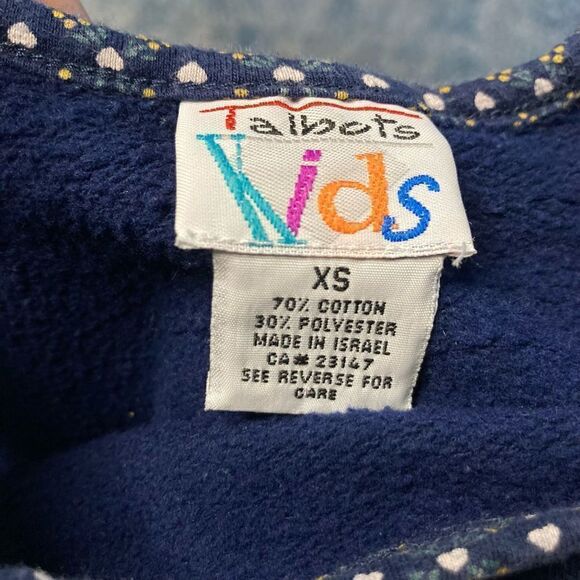 Talbots
Kids
XS
70% COTTON
30% POLYESTER
MADE IN ISRAEL
CA# 23147
SEE REVERSE FOR
CARE